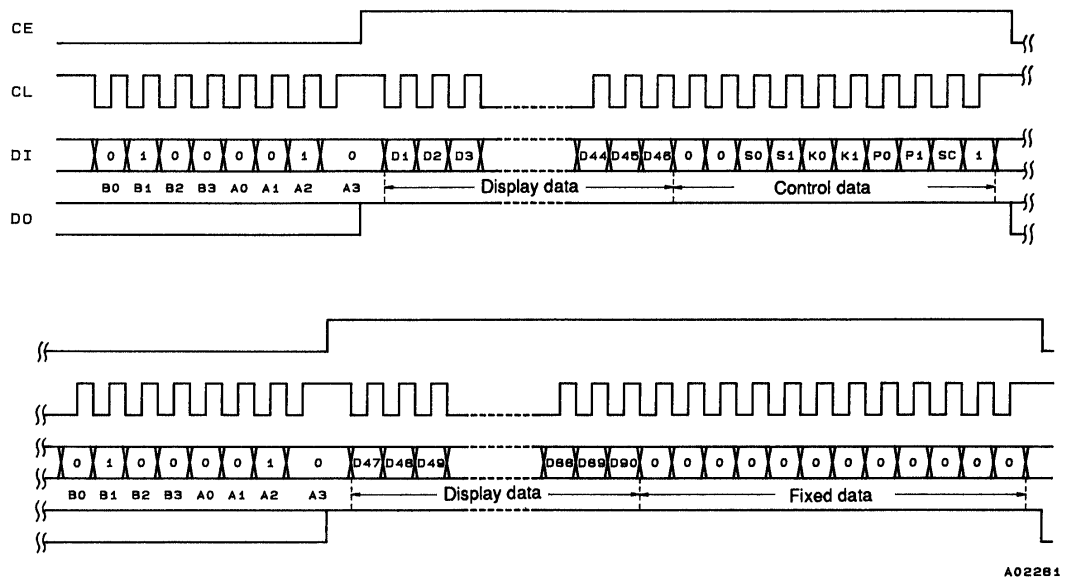 CE
CL
DI 0 1 0 0 0 0 1 0 D1 D2 D3 D44 D45 D46 0 0 S0 S1 K0 K1 P0 P1 SC 1
B0 B1 B2 B3 A0 A1 A2 A3 Display data Control data
DO
0 1 0 0 0 0 1 0 D47 D48 D49 D88 D89 D90 0 0 0 0 0 0 0 0 0 0 0 0
B0 B1 B2 B3 A0 A1 A2 A3 Display data Fixed data
A02281